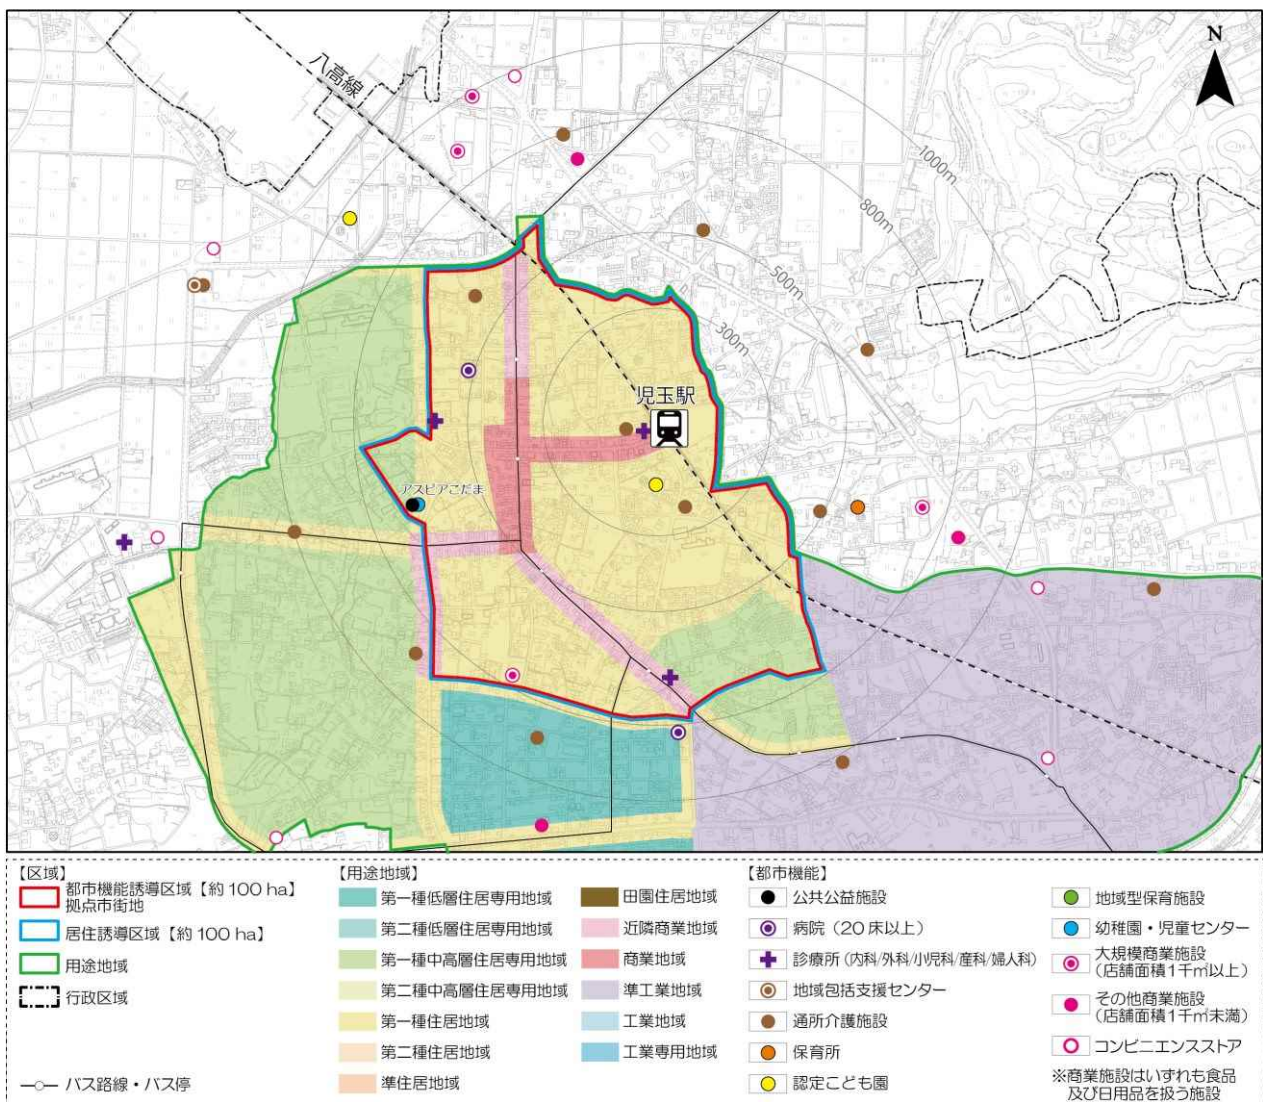 N
八高線
1000m
800m
500m
300m
児玉駅
アスピアこだま
【区域】
都市機能誘導区域【約100 ha】
拠点市街地
居住誘導区域【約100 ha】
用途地域
行政区域
バス路線・バス停
【用途地域】
第一種低層住居専用地域
第二種低層住居専用地域
第一種中高層住居専用地域
第二種中高層住居専用地域
第一種住居地域
第二種住居地域
準住居地域
田園住居地域
近隣商業地域
商業地域
準工業地域
工業地域
工業専用地域
【都市機能】
公共公益施設
病院（20床以上）
診療所（内科/外科/小児科/産科/婦人科）
地域包括支援センター
通所介護施設
保育所
認定こども園
地域型保育施設
幼稚園・児童センター
大規模商業施設
（店舗面積1千㎡以上）
その他商業施設
（店舗面積1千㎡未満）
コンビニエンスストア
※商業施設はいずれも食品
及び日用品を扱う施設